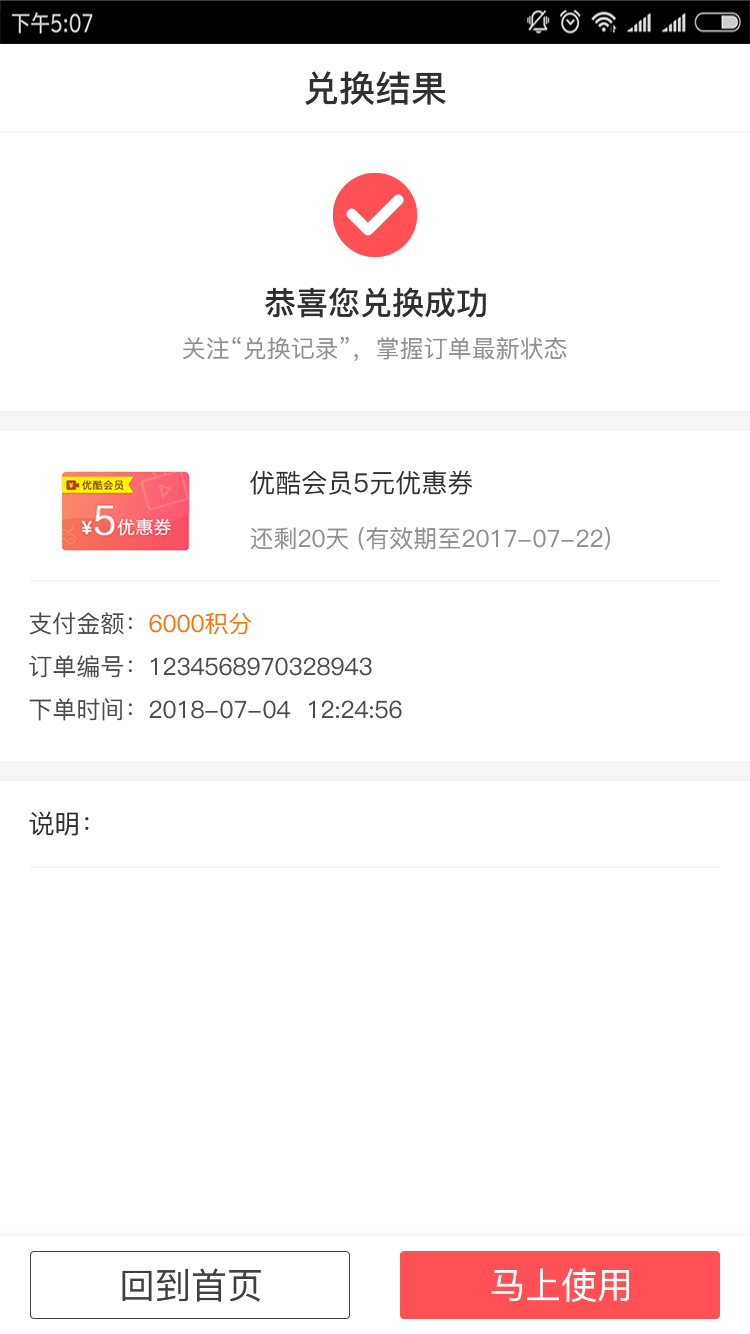 下午5:07
兑换结果
恭喜您兑换成功
关注“兑换记录”，掌握订单最新状态
优酷会员
¥5优惠券
优酷会员5元优惠券
还剩20天 (有效期至2017-07-22)
支付金额：6000积分
订单编号：1234568970328943
下单时间：2018-07-04 12:24:56
说明：
回到首页
马上使用